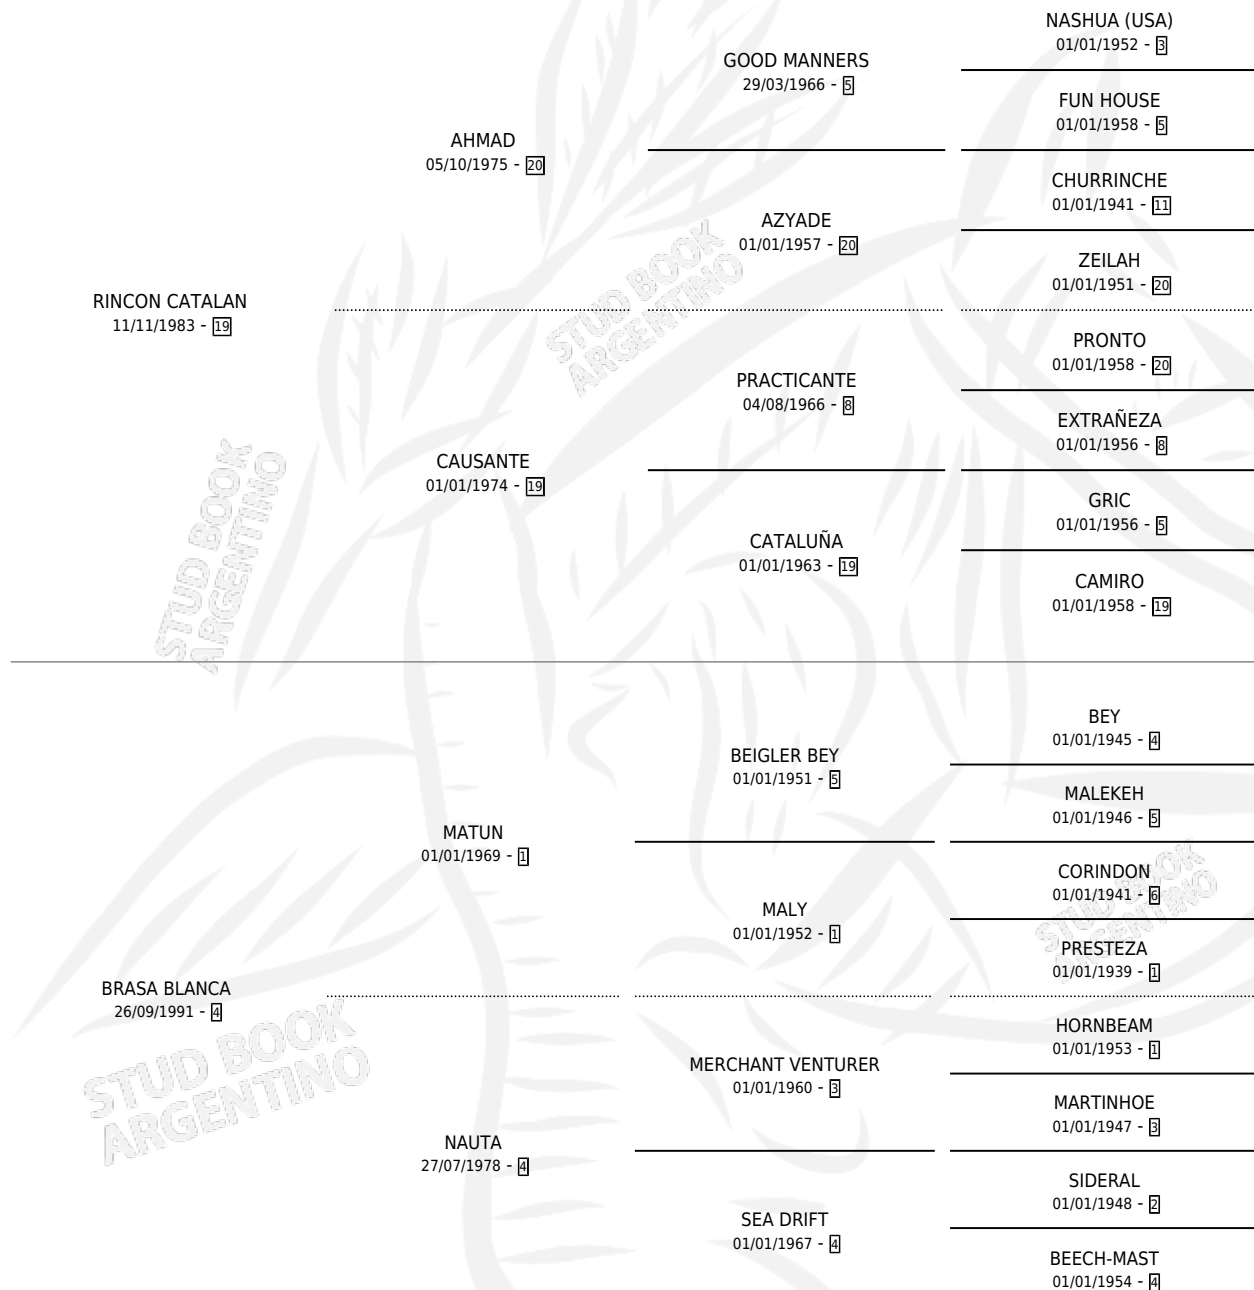 NASHUA (USA)
01/01/1952 - 3
GOOD MANNERS
29/03/1966 - 5
FUN HOUSE
01/01/1958 - 5
AHMAD
05/10/1975 - 20
CHURRINCHE
01/01/1941 - 11
AZYADE
01/01/1957 - 20
ZEILAH
01/01/1951 - 20
RINCON CATALAN
11/11/1983 - 19
PRONTO
01/01/1958 - 20
PRACTICANTE
04/08/1966 - 8
EXTRAÑEZA
01/01/1956 - 8
CAUSANTE
01/01/1974 - 19
GRIC
01/01/1956 - 5
CATALUÑA
01/01/1963 - 19
CAMIRO
01/01/1958 - 19
BEY
01/01/1945 - 4
BEIGLER BEY
01/01/1951 - 5
MALEKEH
01/01/1946 - 5
MATUN
01/01/1969 - 1
CORINDON
01/01/1941 - 6
MALY
01/01/1952 - 1
PRESTEZA
01/01/1939 - 1
BRASA BLANCA
26/09/1991 - 4
HORNBEAM
01/01/1953 - 1
MERCHANT VENTURER
01/01/1960 - 3
MARTINHOE
01/01/1947 - 3
NAUTA
27/07/1978 - 4
SIDERAL
01/01/1948 - 2
SEA DRIFT
01/01/1967 - 4
BEECH-MAST
01/01/1954 - 4
STUD BOOK
ARGENTINO
STUD BOOK
ARGENTINO
STUD BOOK
ARGENTINO
STUD BOOK
ARGENTINO